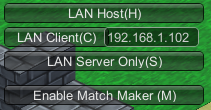 LAN Host(H)
LAN Client(C) 192.168.1.102
LAN Server Only(S)
Enable Match Maker (M)